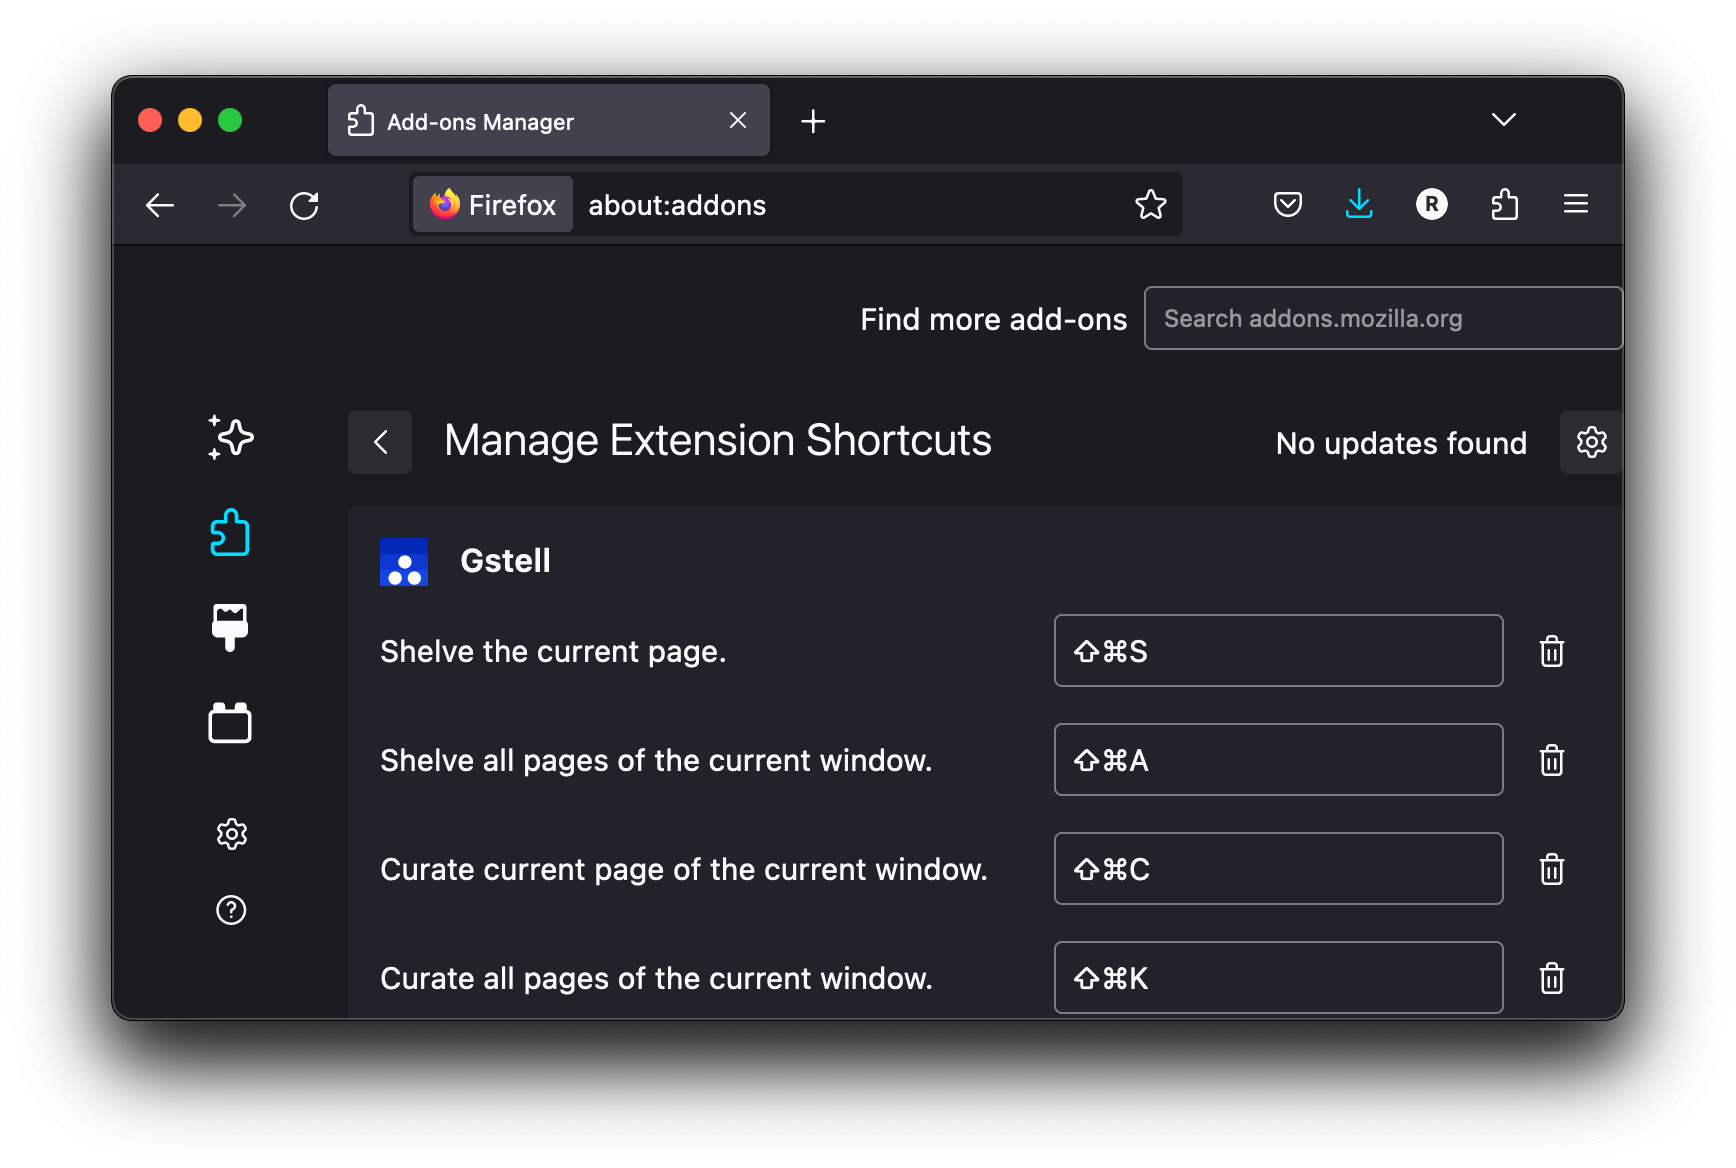 Add-ons Manager
Firefox about:addons
R
Find more add-ons Search addons.mozilla.org
Manage Extension Shortcuts No updates found
Gstell
Shelve the current page. ⇧⌘S
Shelve all pages of the current window. ⇧⌘A
Curate current page of the current window. ⇧⌘C
Curate all pages of the current window. ⇧⌘K